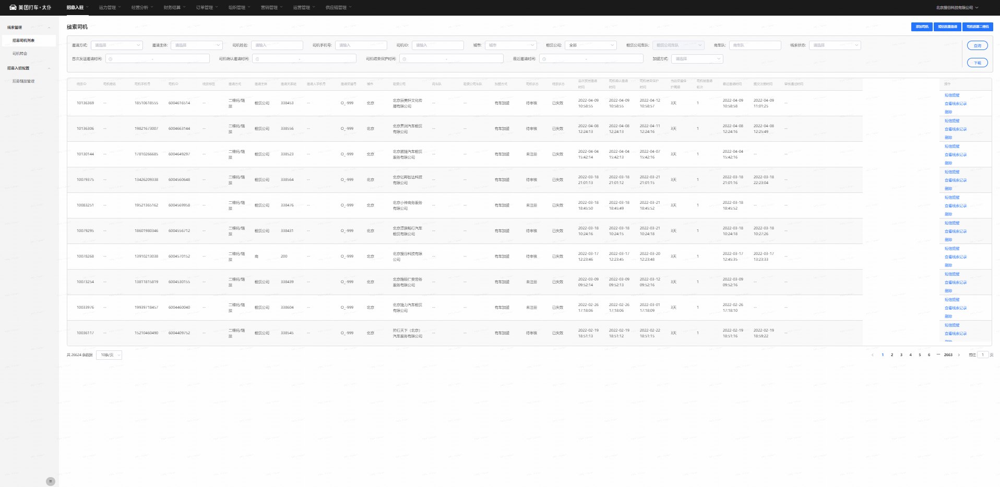 美团打车·太仆 招募入驻 运力管理 经营分析 财务结算 订单管理 组织管理 营销管理 运营管理 供应链管理 北京搜谷科技有限公司
线索管理
招募司机列表
司机转会
招募入驻配置
招募链接管理
线索司机 添加司机 短信批量邀请 司机招募二维码
邀请方式: 请选择 邀请主体: 请选择 司机姓名: 请输入 司机手机号: 请输入 司机ID: 请输入 城市: 城市 租赁公司: 全部 租赁公司车队: 租赁公司车队 商车队: 商车队 线索状态: 请选择 查询
首次发送邀请时间: - 司机确认邀请时间: - 司机结束保护时间: - 最近邀请时间: - 加盟方式: 请选择 下载
线索ID 司机姓名 司机手机号 司机ID 线索标签 邀请方式 邀请主体 邀请关系链 邀请人手机号 邀请渠道号 城市 租赁公司 商车队 租赁公司车队 加盟方式 司机状态 线索状态 首次发出邀请时间 司机确认邀请时间 司机结束保护时间 当前渠道保护期限 司机被邀请轮次 最近邀请时间 提交注册时间 审核通过时间 操作
10136369 -- 18510618555 6004616514 -- 二维码/链接 租赁公司 338453 -- O_-999 北京 北京辰美轩文化传播有限公司 -- -- 有车加盟 待审核 已失效 2022-04-09 10:58:55 2022-04-09 10:58:55 2022-04-12 10:58:57 3天 1 2022-04-09 10:58:58 2022-04-09 11:01:25 -- 短信提醒 查看线索记录 删除
10136306 -- 19821673007 6004663144 -- 二维码/链接 租赁公司 338556 -- O_-999 北京 北京昇润汽车租赁有限公司 -- -- 有车加盟 待审核 已失效 2022-04-08 12:24:13 2022-04-08 12:24:13 2022-04-11 12:24:16 3天 1 2022-04-08 12:24:16 2022-04-08 12:25:49 -- 短信提醒 查看线索记录 删除
10130144 -- 17810266685 6004649297 -- 二维码/链接 租赁公司 338523 -- O_-999 北京 北京鹏捷汽车租赁服务有限公司 -- -- 有车加盟 未注册 已失效 2022-04-04 15:42:14 2022-04-04 15:42:13 2022-04-07 15:42:16 3天 1 2022-04-04 15:42:16 -- -- 短信提醒 查看线索记录 删除
10079375 -- 13426209338 6004560648 -- 二维码/链接 租赁公司 338564 -- O_-999 北京 北京亿邦智达科技有限公司 -- -- 有车加盟 待审核 已失效 2022-03-18 21:01:13 2022-03-18 21:01:12 2022-03-21 21:01:15 3天 1 2022-03-18 21:01:16 2022-03-18 22:23:04 -- 短信提醒 查看线索记录 删除
10083251 -- 19521365162 6004569958 -- 二维码/链接 租赁公司 338476 -- O_-999 北京 北京小神商务服务有限公司 -- -- 有车加盟 未注册 已失效 2022-03-18 18:45:50 2022-03-18 18:45:49 2022-03-21 18:45:52 3天 1 2022-03-18 18:45:52 -- -- 短信提醒 查看线索记录 删除
10079295 -- 18601980346 6004556712 -- 二维码/链接 租赁公司 338431 -- O_-999 北京 北京漂族畅行汽车租赁有限公司 -- -- 有车加盟 待审核 已失效 2022-03-18 10:24:16 2022-03-18 10:24:15 2022-03-21 10:24:18 3天 1 2022-03-18 10:24:18 2022-03-18 10:27:26 -- 短信提醒 查看线索记录 删除
10078268 -- 13910213038 6004570152 -- 二维码/链接 商 200 -- O_-999 北京 北京搜谷科技有限公司 -- -- 有车加盟 待审核 已失效 2022-03-17 12:23:46 2022-03-17 12:23:45 2022-03-20 12:23:48 3天 1 2022-03-17 12:45:35 2022-03-17 13:23:33 -- 短信提醒 查看线索记录 删除
10073254 -- 13811815819 6004530155 -- 二维码/链接 租赁公司 338439 -- O_-999 北京 北京路顺仁安劳务服务有限公司 -- -- 有车加盟 未注册 已失效 2022-03-09 09:52:14 2022-03-09 09:52:13 2022-03-12 09:52:16 3天 1 2022-03-09 09:52:16 -- -- 短信提醒 查看线索记录 删除
10033976 -- 19939718457 6004460040 -- 二维码/链接 租赁公司 338604 -- O_-999 北京 北京捷力汽车租赁有限公司 -- -- 有车加盟 未注册 已失效 2022-02-26 17:18:06 2022-02-26 17:18:06 2022-03-01 17:18:09 3天 1 2022-02-26 17:18:10 -- -- 短信提醒 查看线索记录 删除
10036117 -- 15210460490 6004409752 -- 二维码/链接 租赁公司 338545 -- O_-999 北京 黔行天下（北京）汽车服务有限公司 -- -- 有车加盟 待审核 已失效 2022-02-19 18:51:13 2022-02-19 18:51:12 2022-02-22 18:51:15 3天 1 2022-02-19 18:51:16 2022-02-19 18:59:22 -- 短信提醒 查看线索记录
共 26624 条数据 10条/页 1 2 3 4 5 6 ··· 2663 前往 1 页